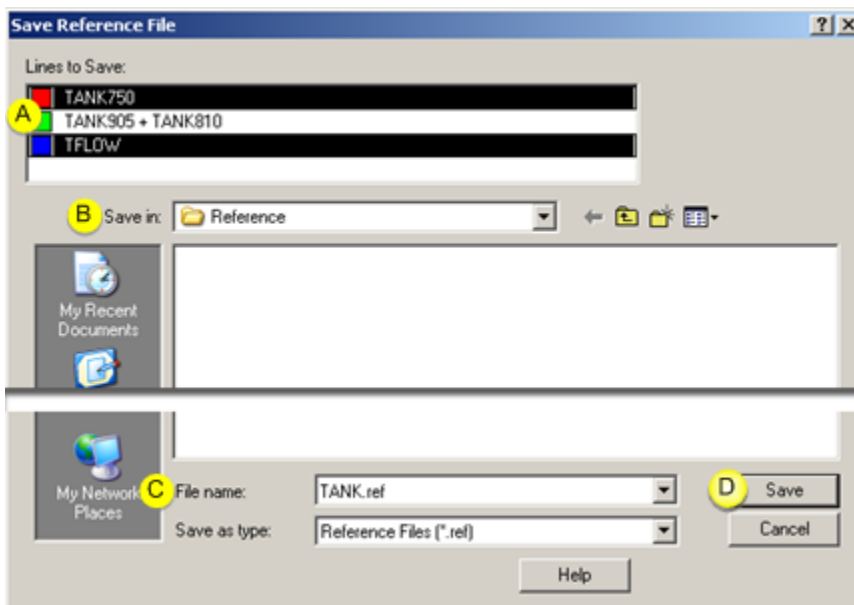 Save Reference File
Lines to Save:
TANK750
A
TANK905 + TANK810
TFLOW
B Save in: Reference
My Recent
Documents
My Network
Places
C File name: TANK.ref
D Save
Save as type: Reference Files (*.ref)
Cancel
Help